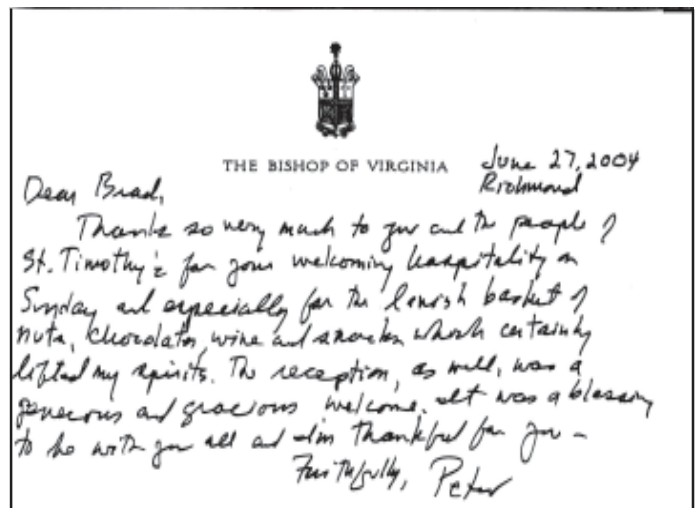 THE BISHOP OF VIRGINIA
June 27, 2004
Richmond
Dear Brad,
Thanks so very much to you and the people of
St. Timothy's for your welcoming hospitality on
Sunday and especially for the lavish basket of
nuts, chocolates, wine and snacks which certainly
lifted my spirits. The reception, as well, was a
generous and gracious welcome. It was a blessing
to be with you all and I'm thankful for you –
Faithfully, Peter